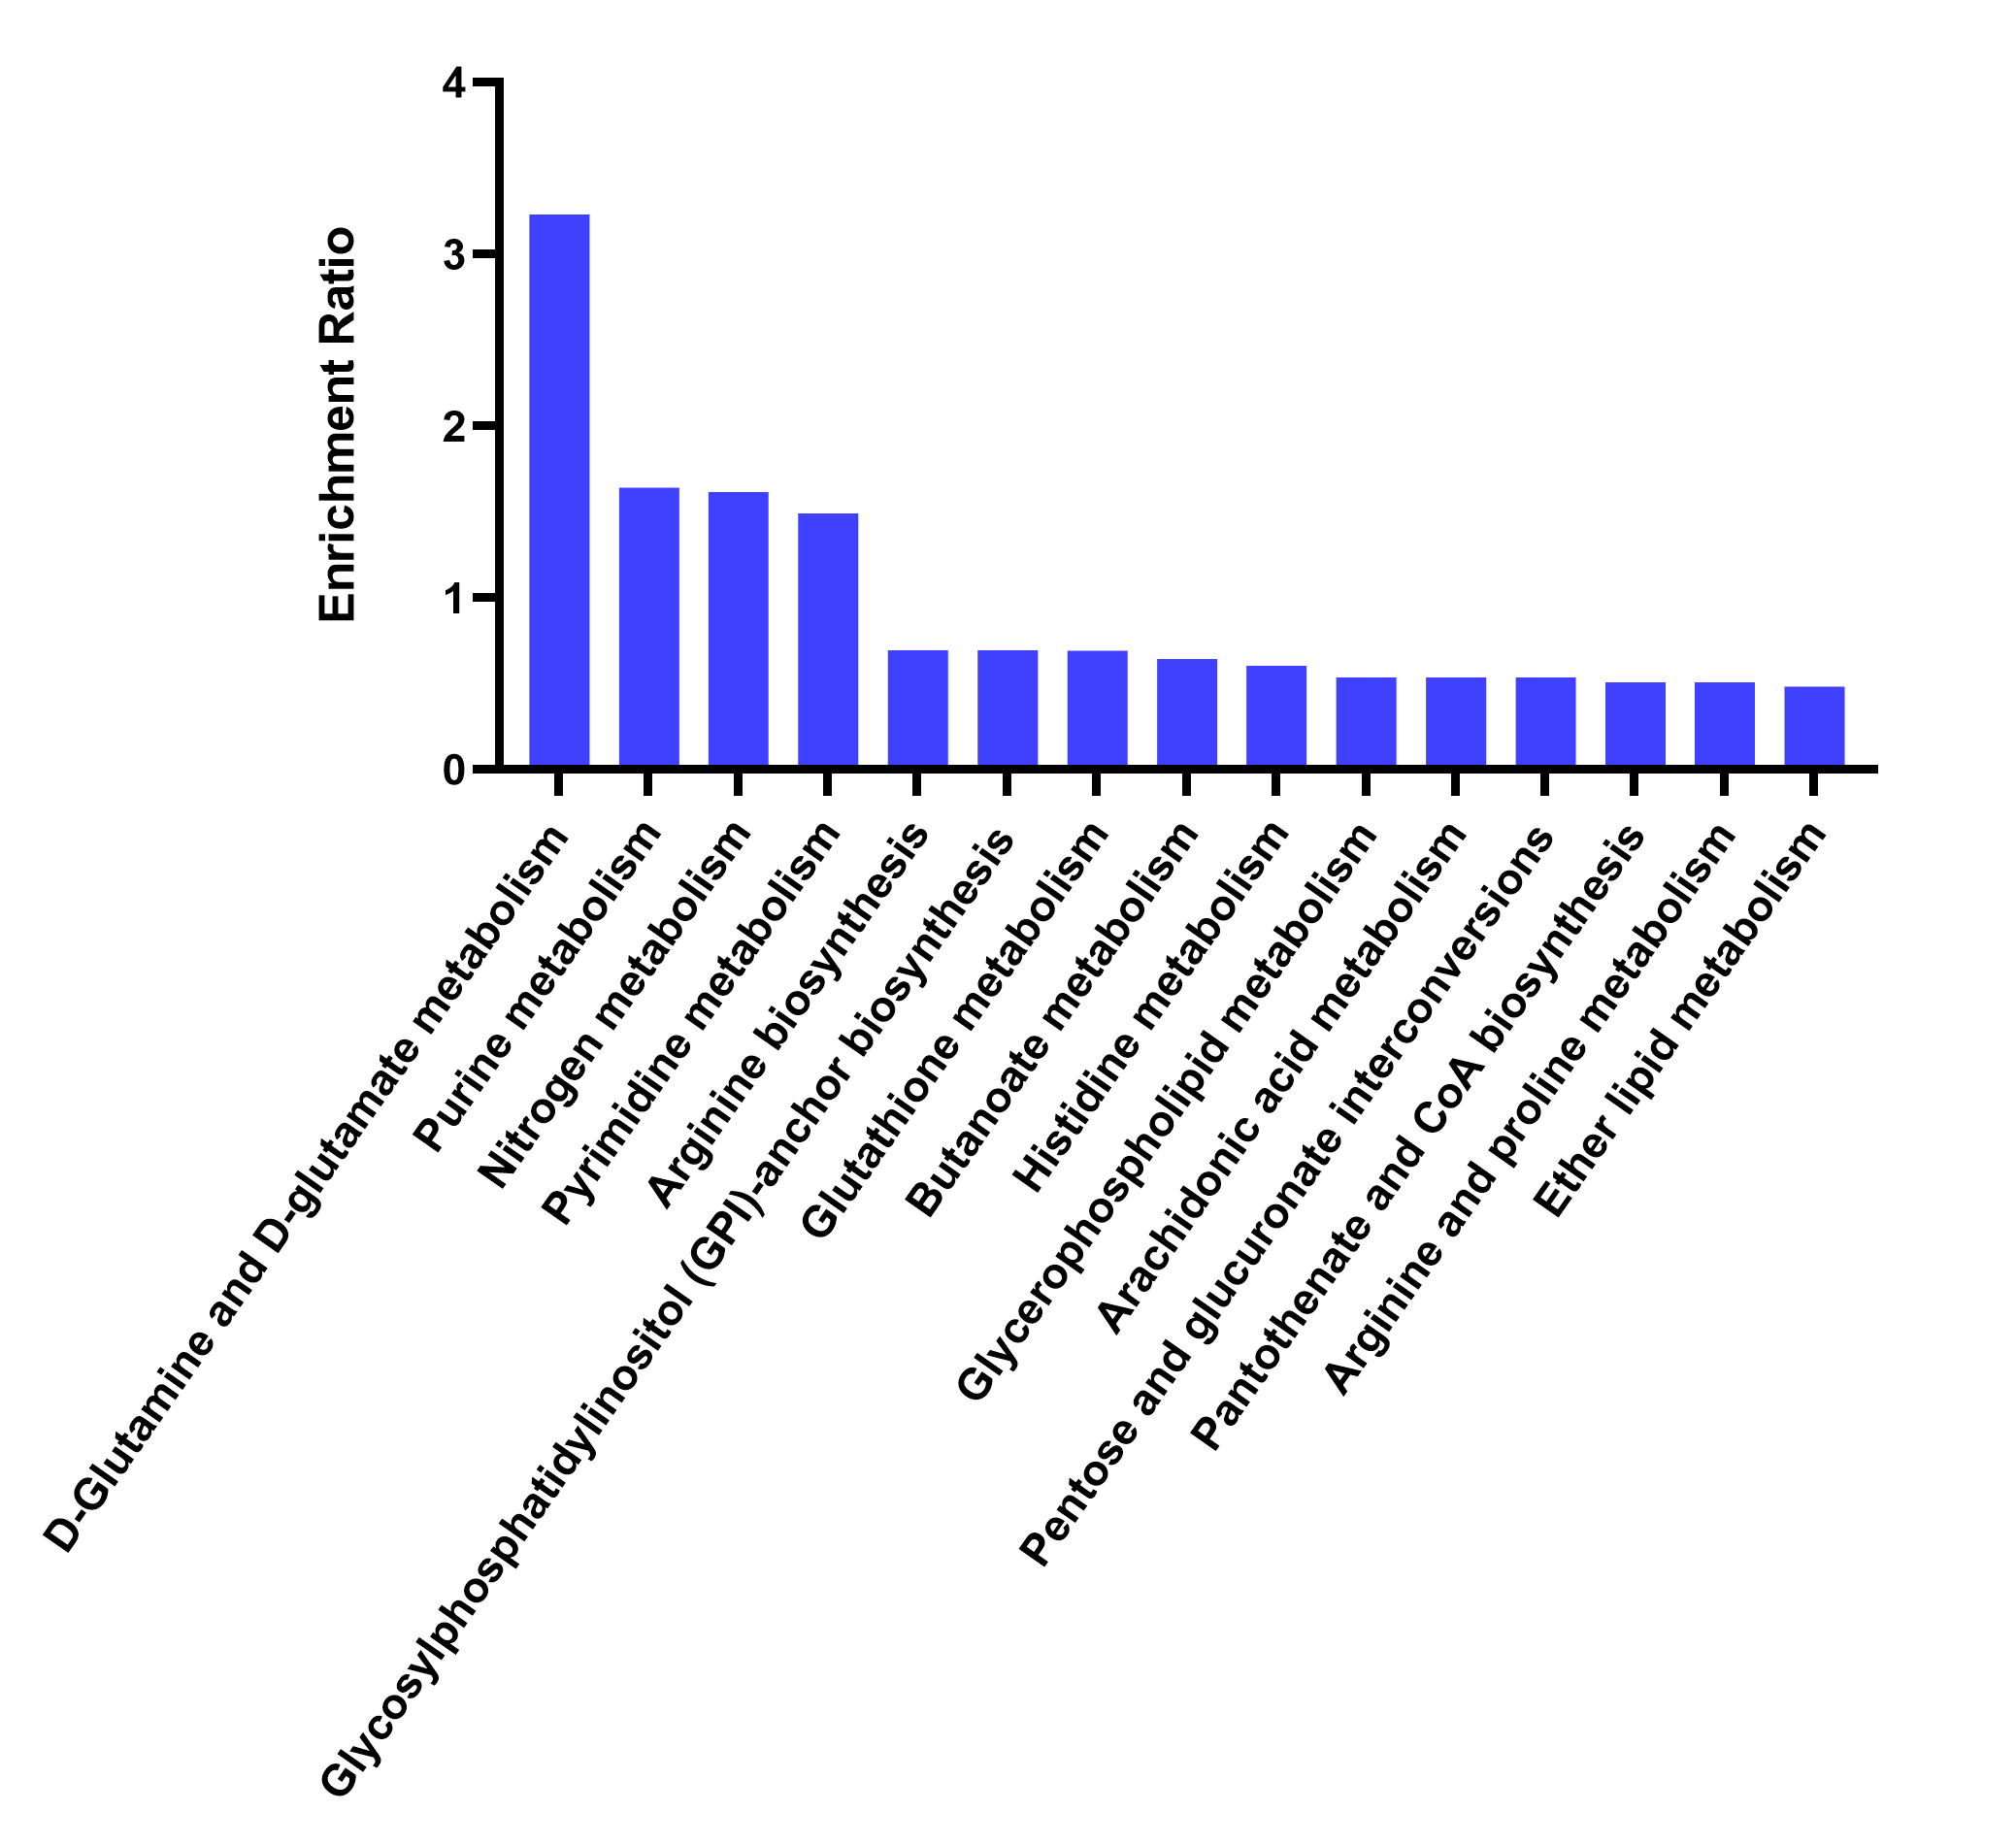 Enrichment Ratio
4
3
2
1
0
D-Glutamine and D-glutamate metabolism
Purine metabolism
Nitrogen metabolism
Pyrimidine metabolism
Arginine biosynthesis
Glycosylphosphatidylinositol (GPI)-anchor biosynthesis
Glutathione metabolism
Butanoate metabolism
Histidine metabolism
Glycerophospholipid metabolism
Arachidonic acid metabolism
Pentose and glucuronate interconversions
Pantothenate and CoA biosynthesis
Arginine and proline metabolism
Ether lipid metabolism